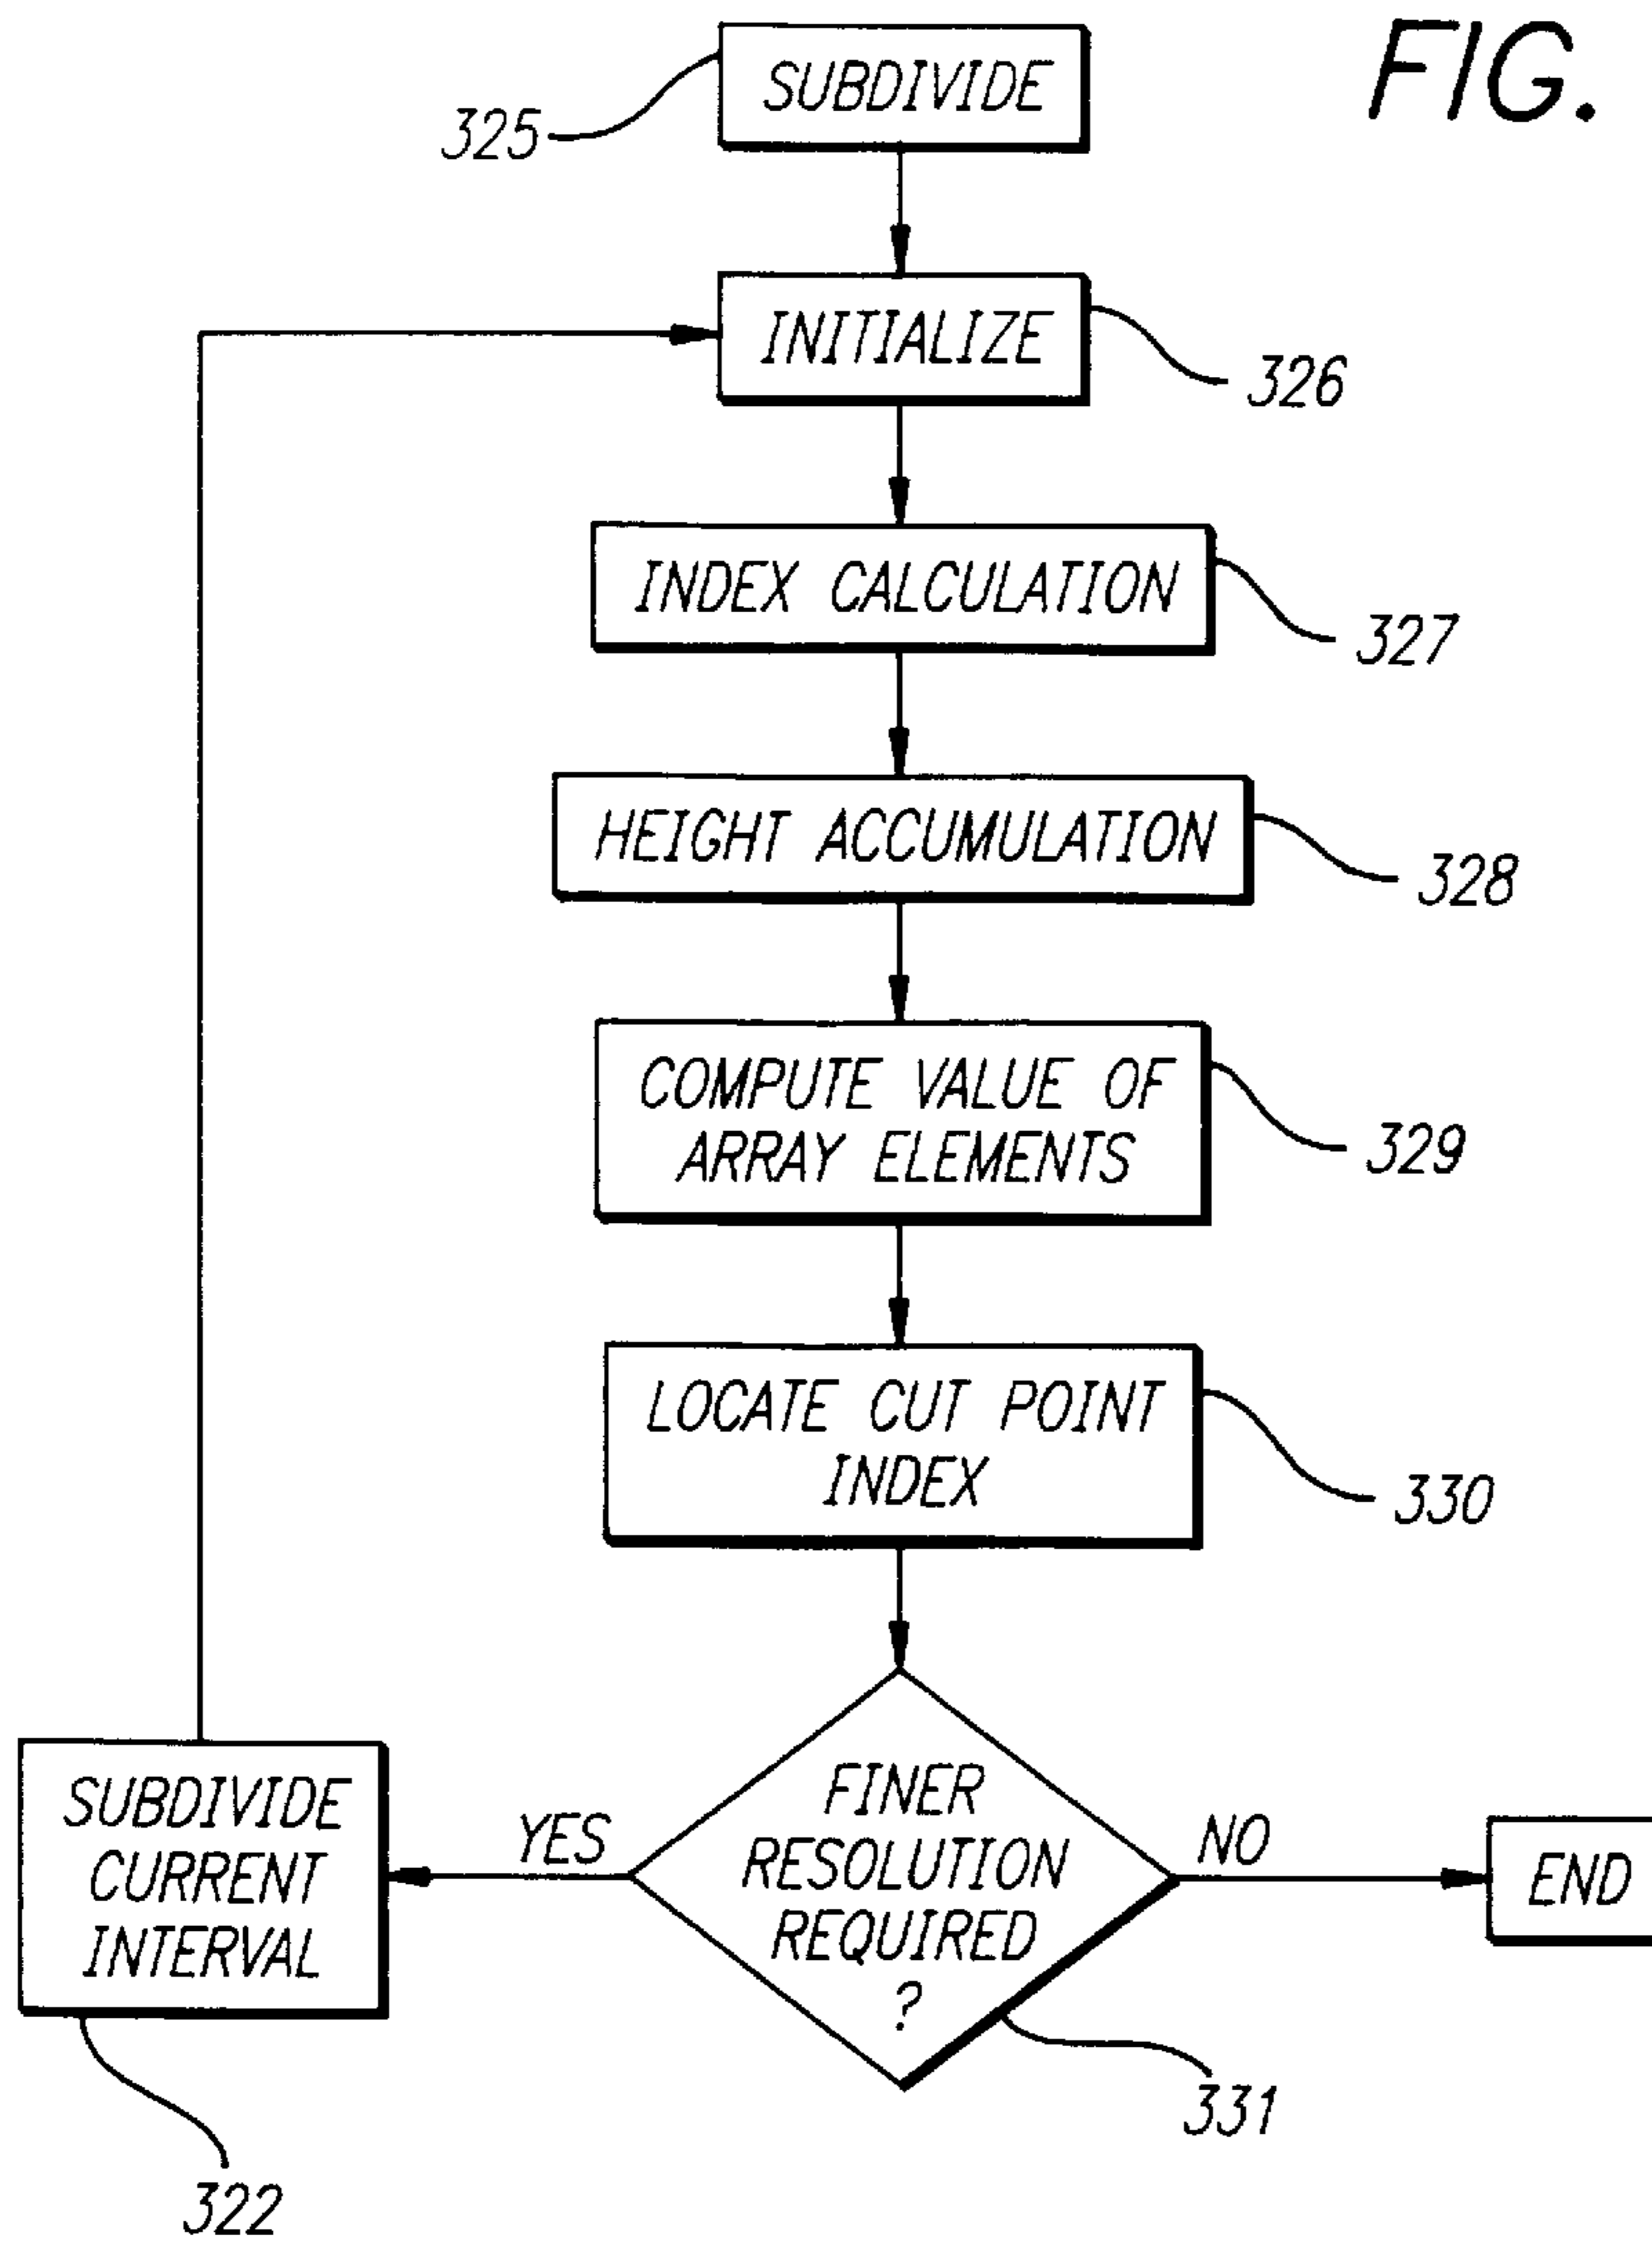 FIG.
SUBDIVIDE
325
INITIALIZE
326
INDEX CALCULATION
327
HEIGHT ACCUMULATION
328
COMPUTE VALUE OF
ARRAY ELEMENTS
329
LOCATE CUT POINT
INDEX
330
FINER
RESOLUTION
REQUIRED
?
331
YES
NO
SUBDIVIDE
CURRENT
INTERVAL
322
END